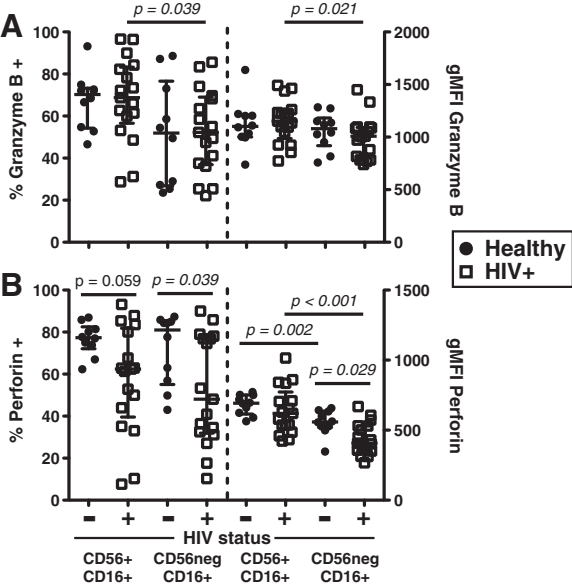 A
p = 0.039
p = 0.021
100
80
60
40
20
0
% Granzyme B +
2000
1500
1000
500
0
gMFI Granzyme B
Healthy
HIV+
B
p = 0.059
p = 0.039
p < 0.001
p = 0.002
p = 0.029
100
80
60
40
20
0
% Perforin +
1500
1000
500
0
gMFI Perforin
- + - + - + - +
HIV status
CD56+ CD56neg CD56+ CD56neg
CD16+ CD16+ CD16+ CD16+